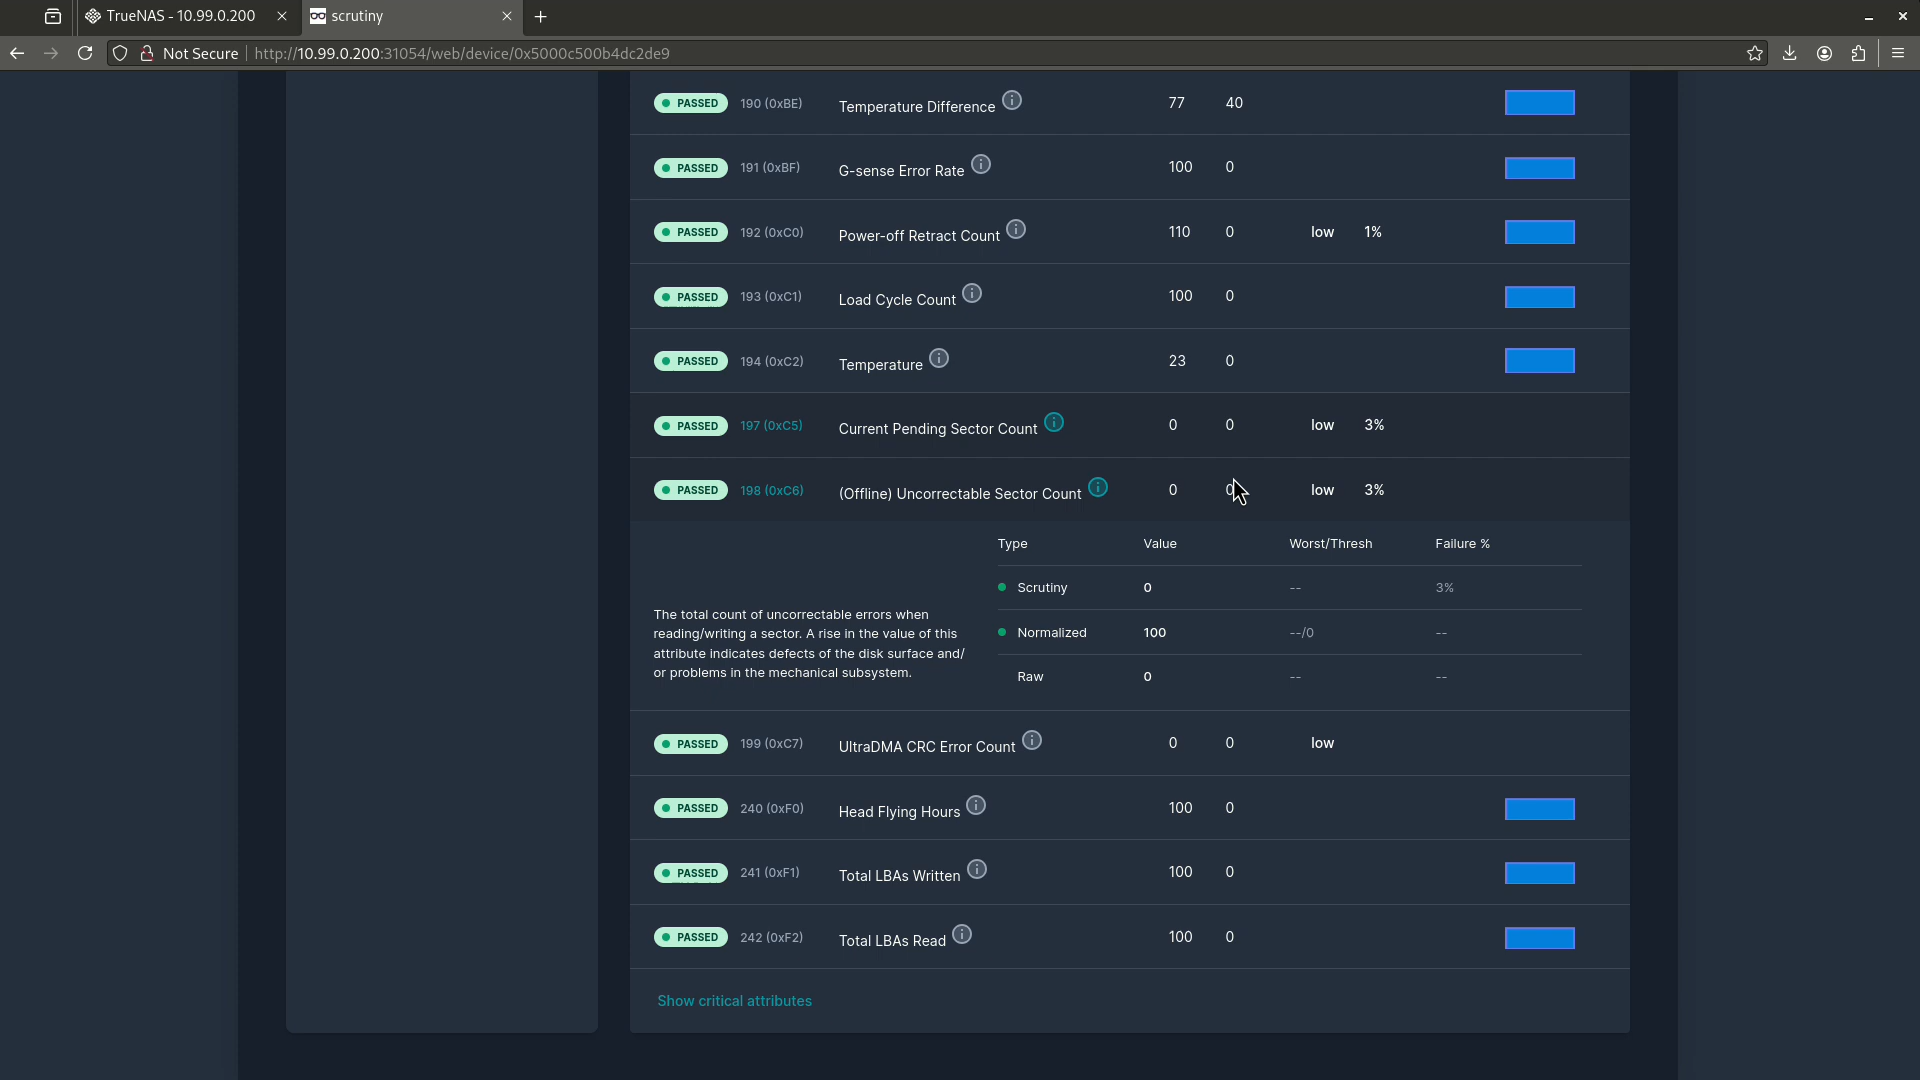 TrueNAS - 10.99.0.200
scrutiny
Not Secure
http://10.99.0.200:31054/web/device/0x5000c500b4dc2de9
PASSED 190 (0xBE) Temperature Difference 77 40
PASSED 191 (0xBF) G-sense Error Rate 100 0
PASSED 192 (0xC0) Power-off Retract Count 110 0 low 1%
PASSED 193 (0xC1) Load Cycle Count 100 0
PASSED 194 (0xC2) Temperature 23 0
PASSED 197 (0xC5) Current Pending Sector Count 0 0 low 3%
PASSED 198 (0xC6) (Offline) Uncorrectable Sector Count 0 0 low 3%
The total count of uncorrectable errors when
reading/writing a sector. A rise in the value of this
attribute indicates defects of the disk surface and/
or problems in the mechanical subsystem.
Type Value Worst/Thresh Failure %
Scrutiny 0 -- 3%
Normalized 100 --/0 --
Raw 0 -- --
PASSED 199 (0xC7) UltraDMA CRC Error Count 0 0 low
PASSED 240 (0xF0) Head Flying Hours 100 0
PASSED 241 (0xF1) Total LBAs Written 100 0
PASSED 242 (0xF2) Total LBAs Read 100 0
Show critical attributes